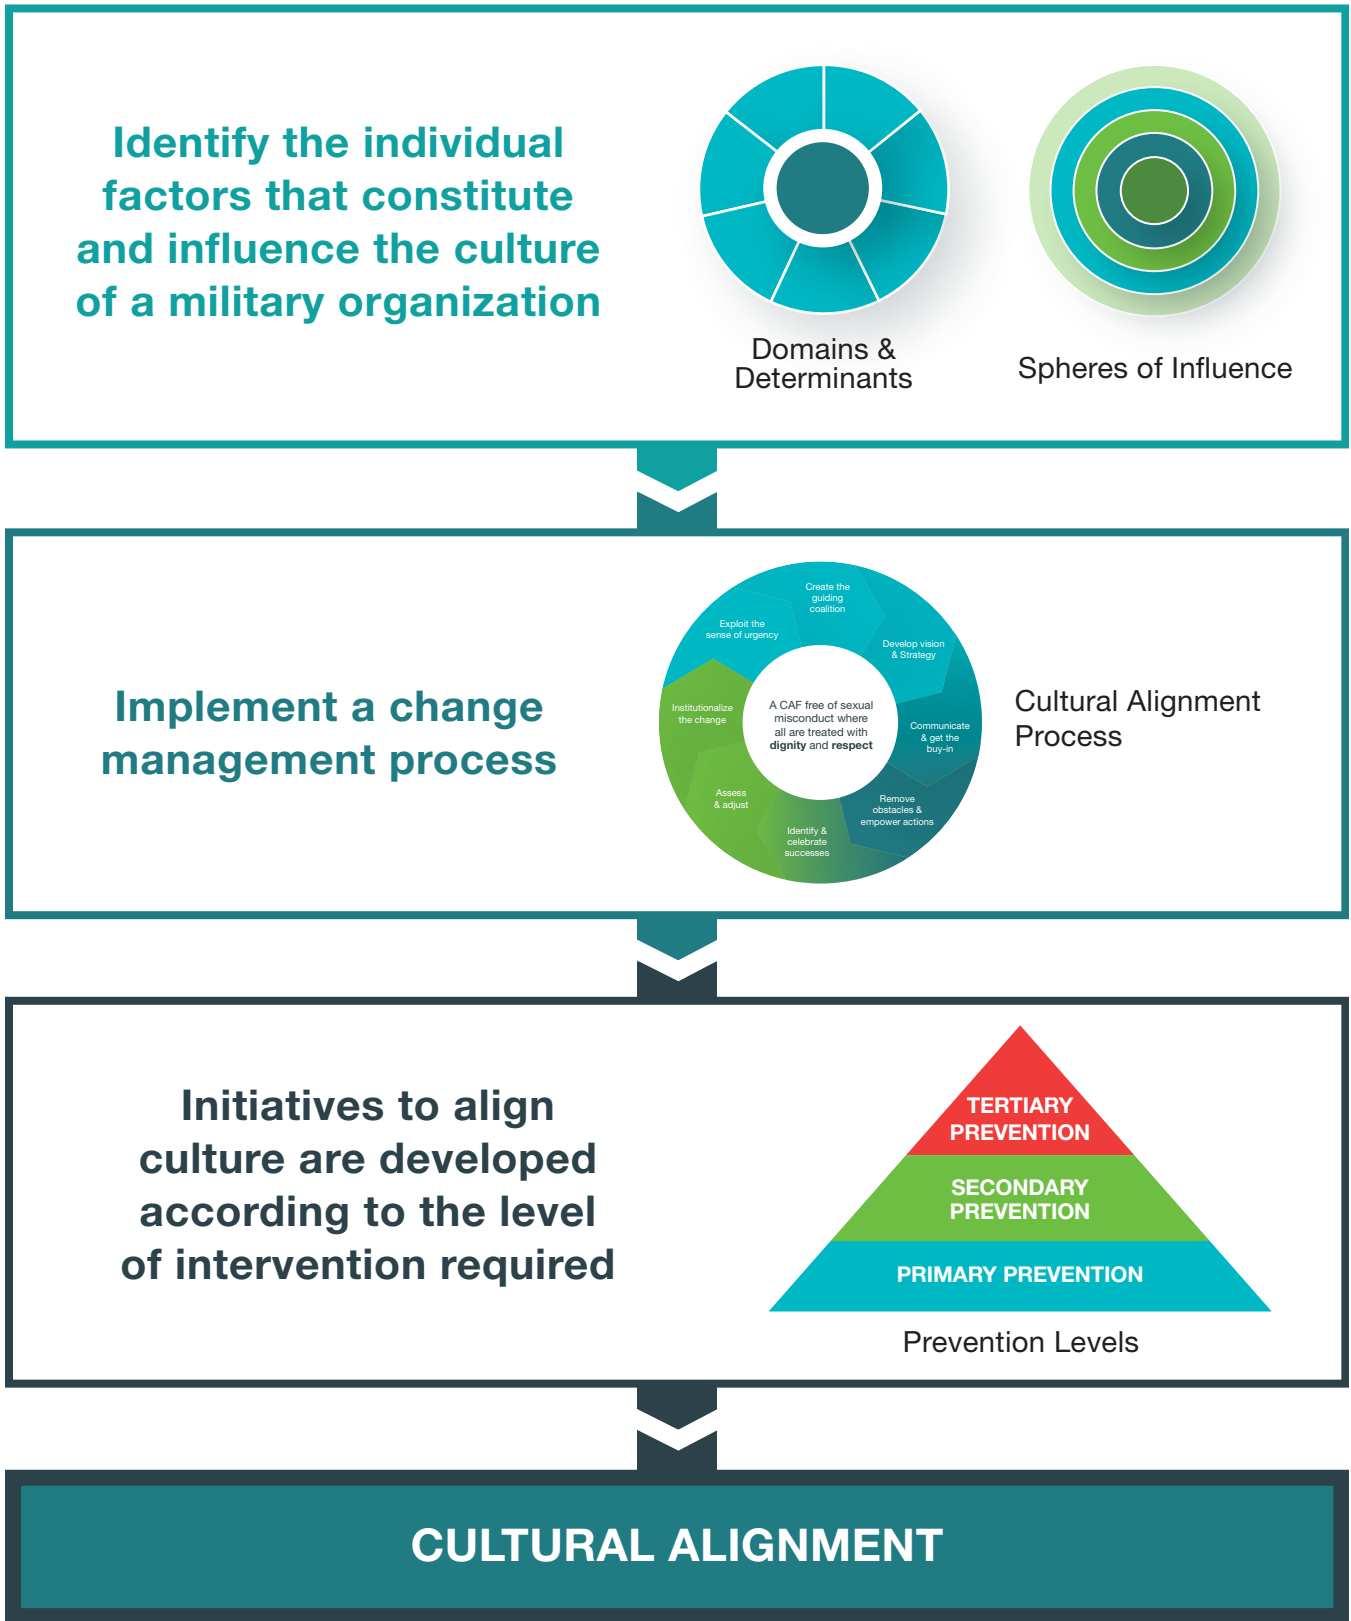 Identify the individual
factors that constitute
and influence the culture
of a military organization
Domains &
Determinants
Spheres of Influence
Implement a change
management process
Create the
guiding
coalition
Develop vision
& Strategy
Communicate
& get the
buy-in
Remove
obstacles &
empower actions
Identify &
celebrate
successes
Assess
& adjust
Institutionalize
the change
Exploit the
sense of urgency
A CAF free of sexual
misconduct where
all are treated with
dignity and respect
Cultural Alignment
Process
Initiatives to align
culture are developed
according to the level
of intervention required
TERTIARY
PREVENTION
SECONDARY
PREVENTION
PRIMARY PREVENTION
Prevention Levels
CULTURAL ALIGNMENT